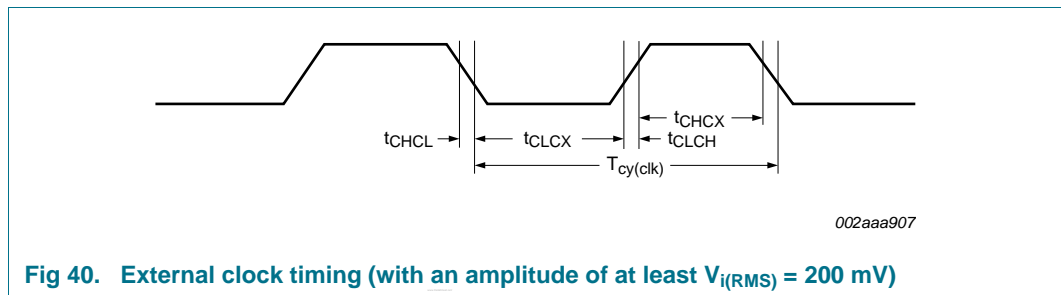 tCHCX
tCHCL tCLCX tCLCH
Tcy(clk)
002aaa907
Fig 40. External clock timing (with an amplitude of at least Vi(RMS) = 200 mV)